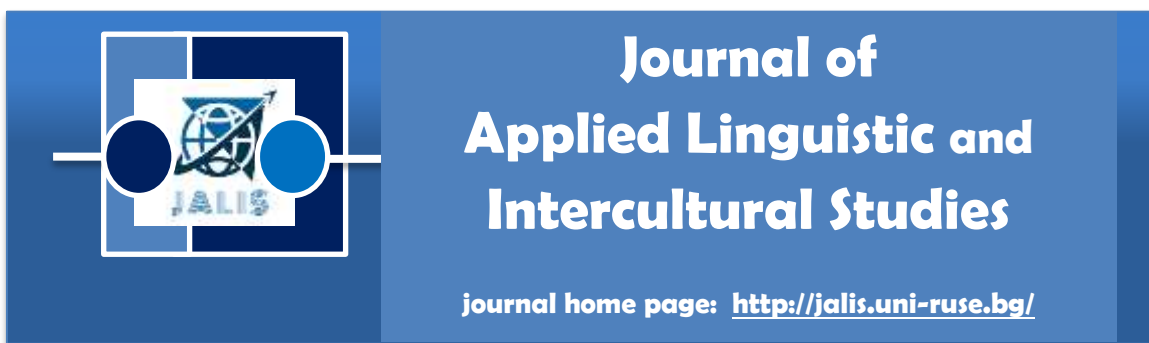 JALIS
Journal of
Applied Linguistic and
Intercultural Studies
journal home page: http://jalis.uni-ruse.bg/